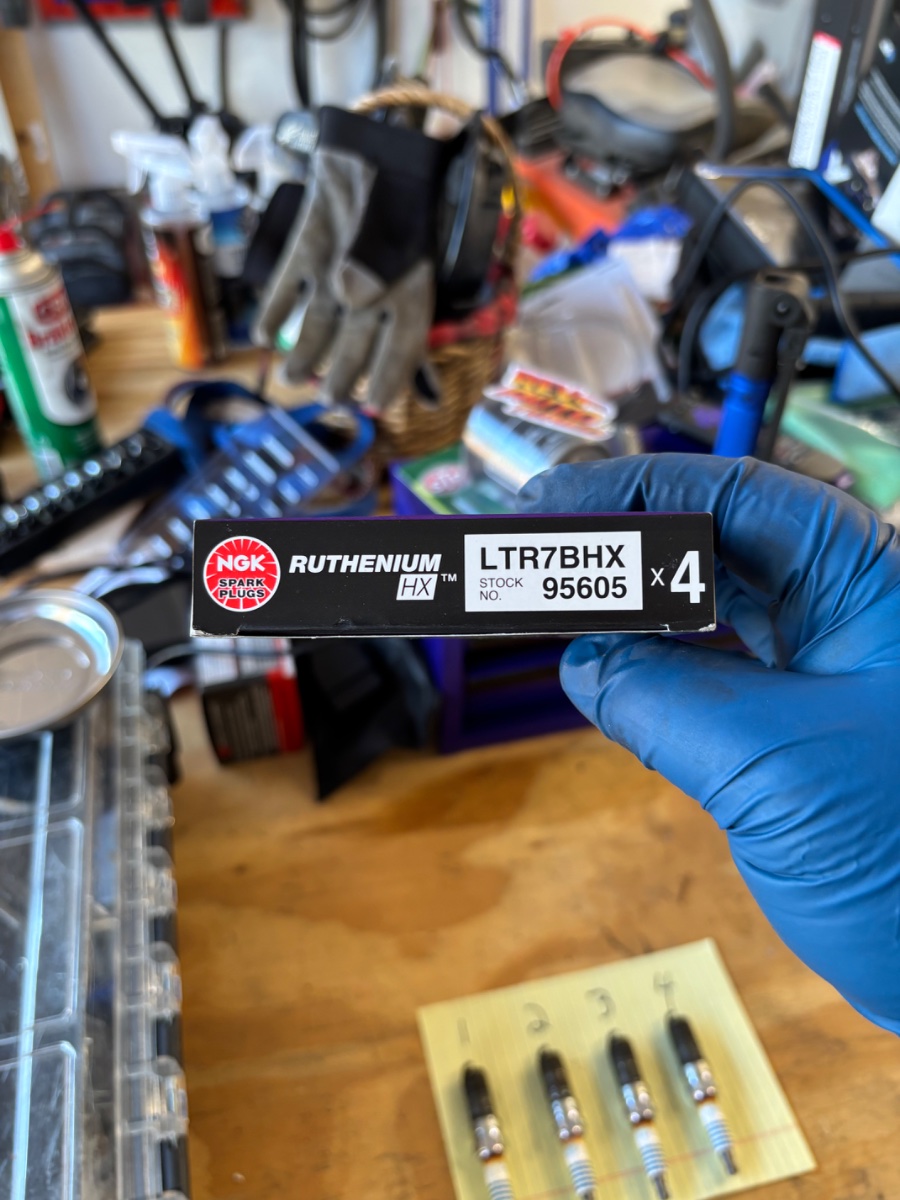 NGK
SPARK
PLUGS
RUTHENIUM
HX™
LTR7BHX
STOCK
NO. 95605
x4
1 2 3 4